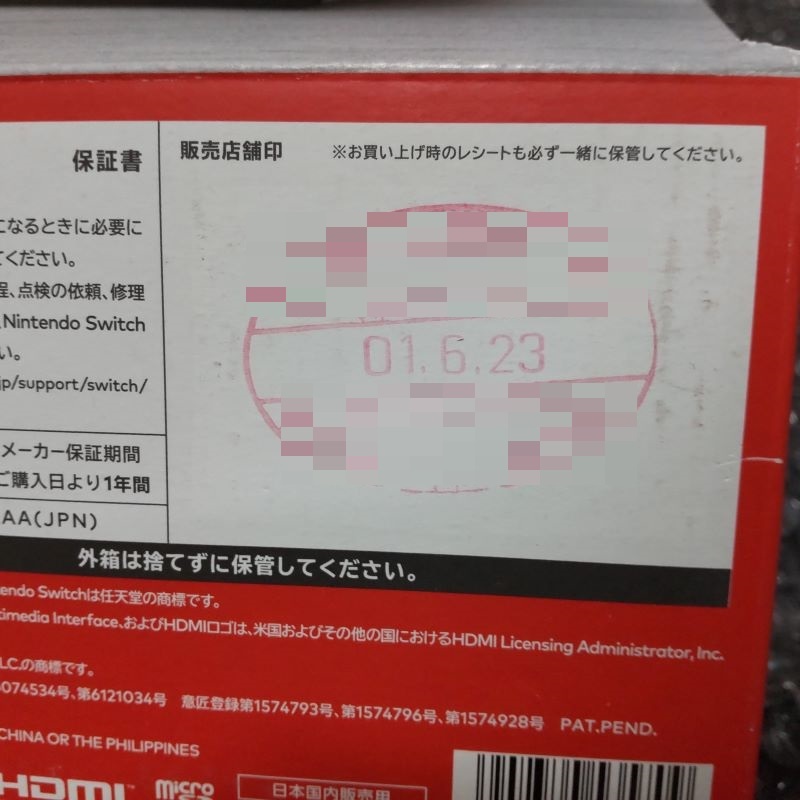 保証書
になるときに必要に
てください。
程、点検の依頼、修理
Nintendo Switch
い。
jp/support/switch/
メーカー保証期間
ご購入日より1年間
AA(JPN)
販売店舗印
※お買い上げ時のレシートも必ず一緒に保管してください。
01.6.23
外箱は捨てずに保管してください。
tendo Switchは任天堂の商標です。
timedia Interface、およびHDMIロゴは、米国およびその他の国におけるHDMI Licensing Administrator, Inc.
LLC.の商標です。
6074534号、第6121034号 意匠登録第1574793号、第1574796号、第1574928号 PAT.PEND.
CHINA OR THE PHILIPPINES
HDMI
micro
日本国内販売用